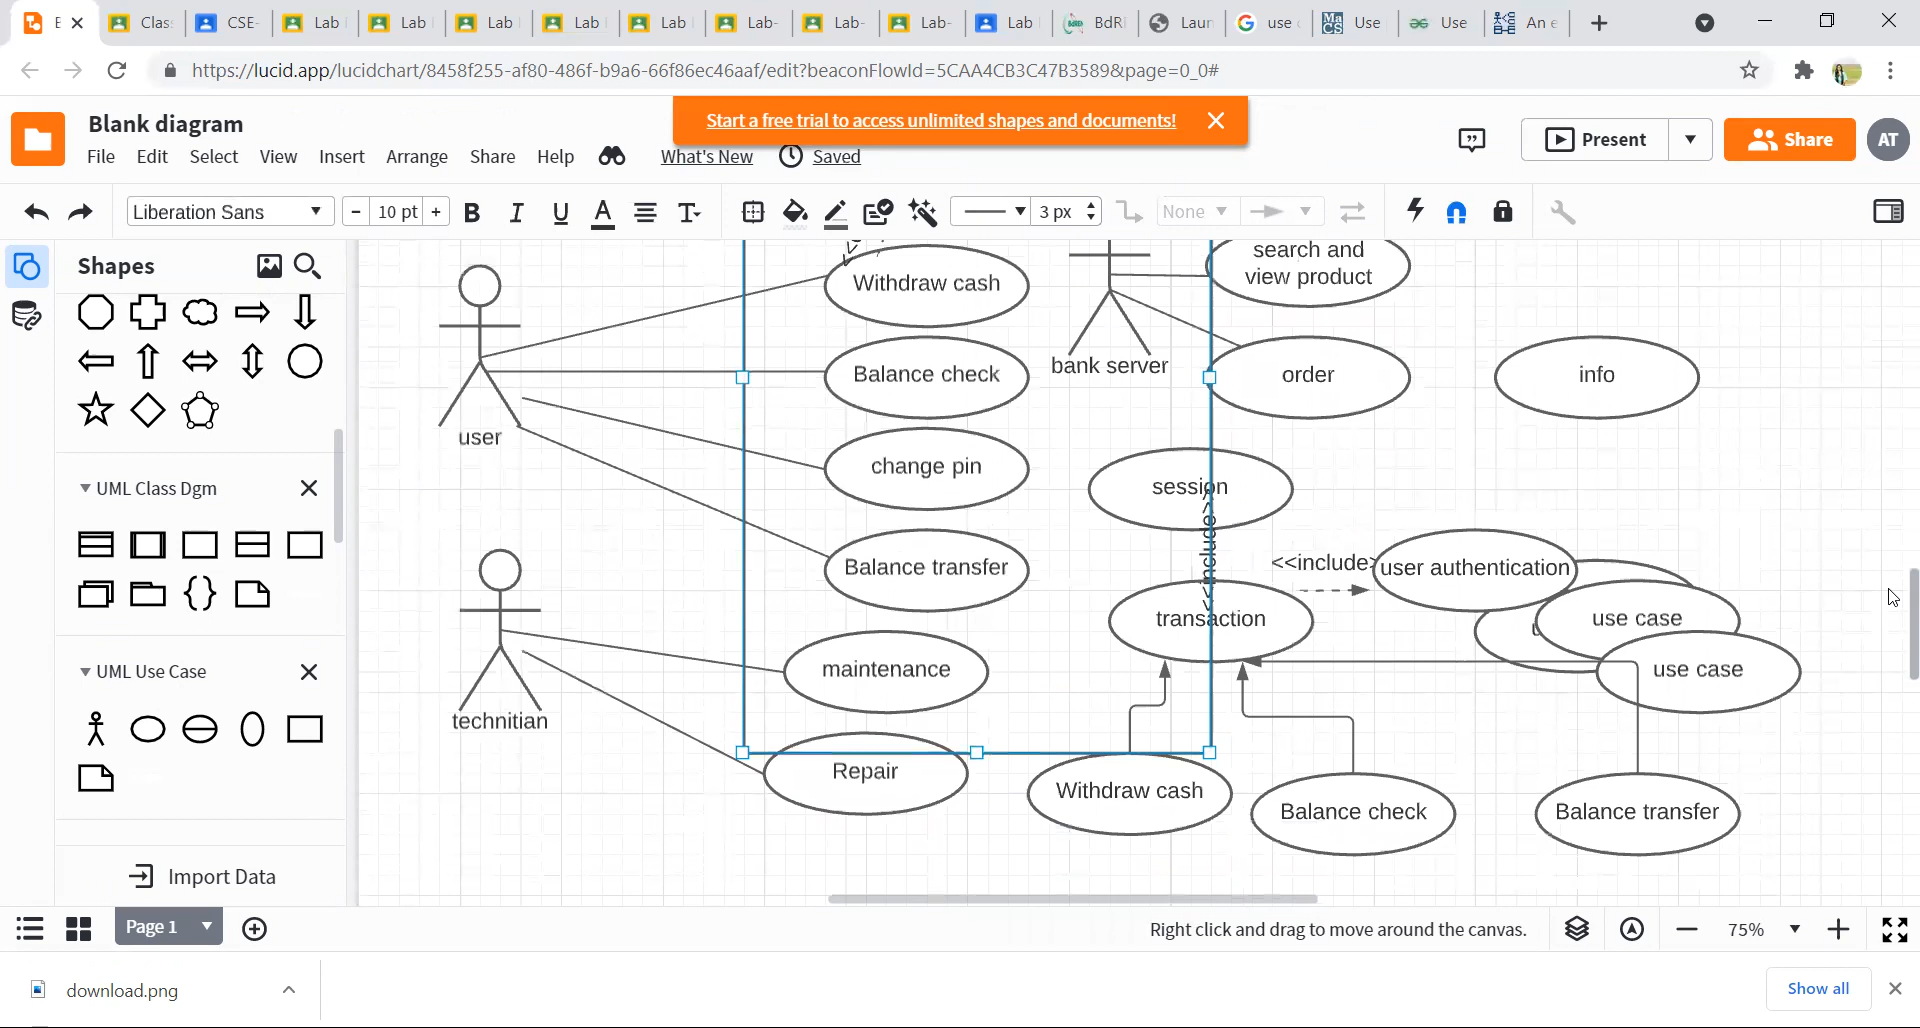 E
Clas
CSE-
Lab
Lab
Lab
Lab
Lab
Lab-
Lab-
Lab-
Lab
BdRI
Laun
use c
Use
Use
An e
https://lucid.app/lucidchart/8458f255-af80-486f-b9a6-66f86ec46aaf/edit?beaconFlowId=5CAA4CB3C47B3589&page=0_0#
Start a free trial to access unlimited shapes and documents!
Blank diagram
File Edit Select View Insert Arrange Share Help What's New Saved
Present
Share
AT
Liberation Sans
- 10 pt +
B I U A T
3 px
None
Shapes
UML Class Dgm
UML Use Case
Import Data
user
technitian
Withdraw cash
Balance check
change pin
Balance transfer
maintenance
Repair
bank server
search and
view product
order
info
session
<<include>>
transaction
<<include>
user authentication
use case
use case
Withdraw cash
Balance check
Balance transfer
Page 1
Right click and drag to move around the canvas.
75%
download.png
Show all